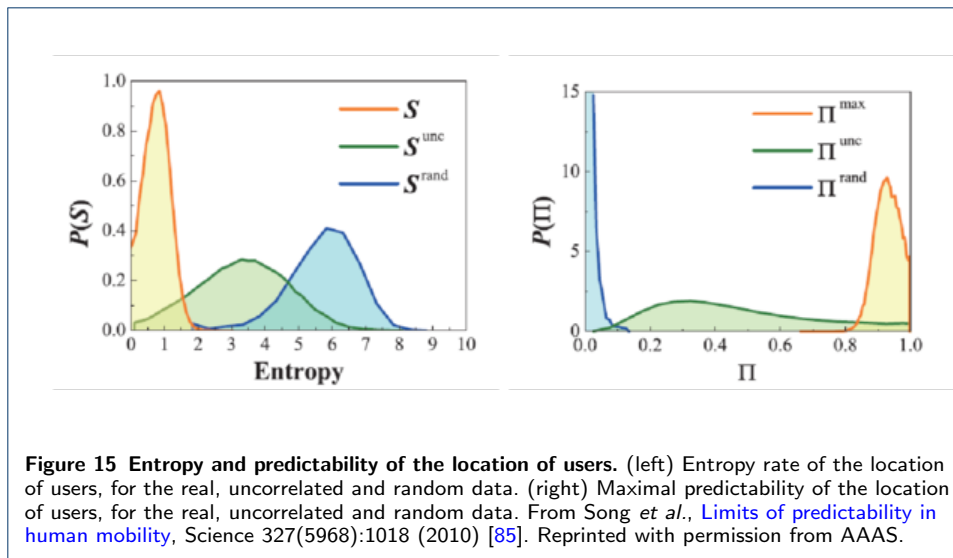 1.0
0.8
0.6
0.4
0.2
0.0
P(S)
S
S^unc
S^rand
0 1 2 3 4 5 6 7 8 9 10
Entropy
15
10
5
0
P(Π)
Π^max
Π^unc
Π^rand
0.0 0.2 0.4 0.6 0.8 1.0
Π
Figure 15 Entropy and predictability of the location of users. (left) Entropy rate of the location
of users, for the real, uncorrelated and random data. (right) Maximal predictability of the location
of users, for the real, uncorrelated and random data. From Song et al., Limits of predictability in
human mobility, Science 327(5968):1018 (2010) [85]. Reprinted with permission from AAAS.